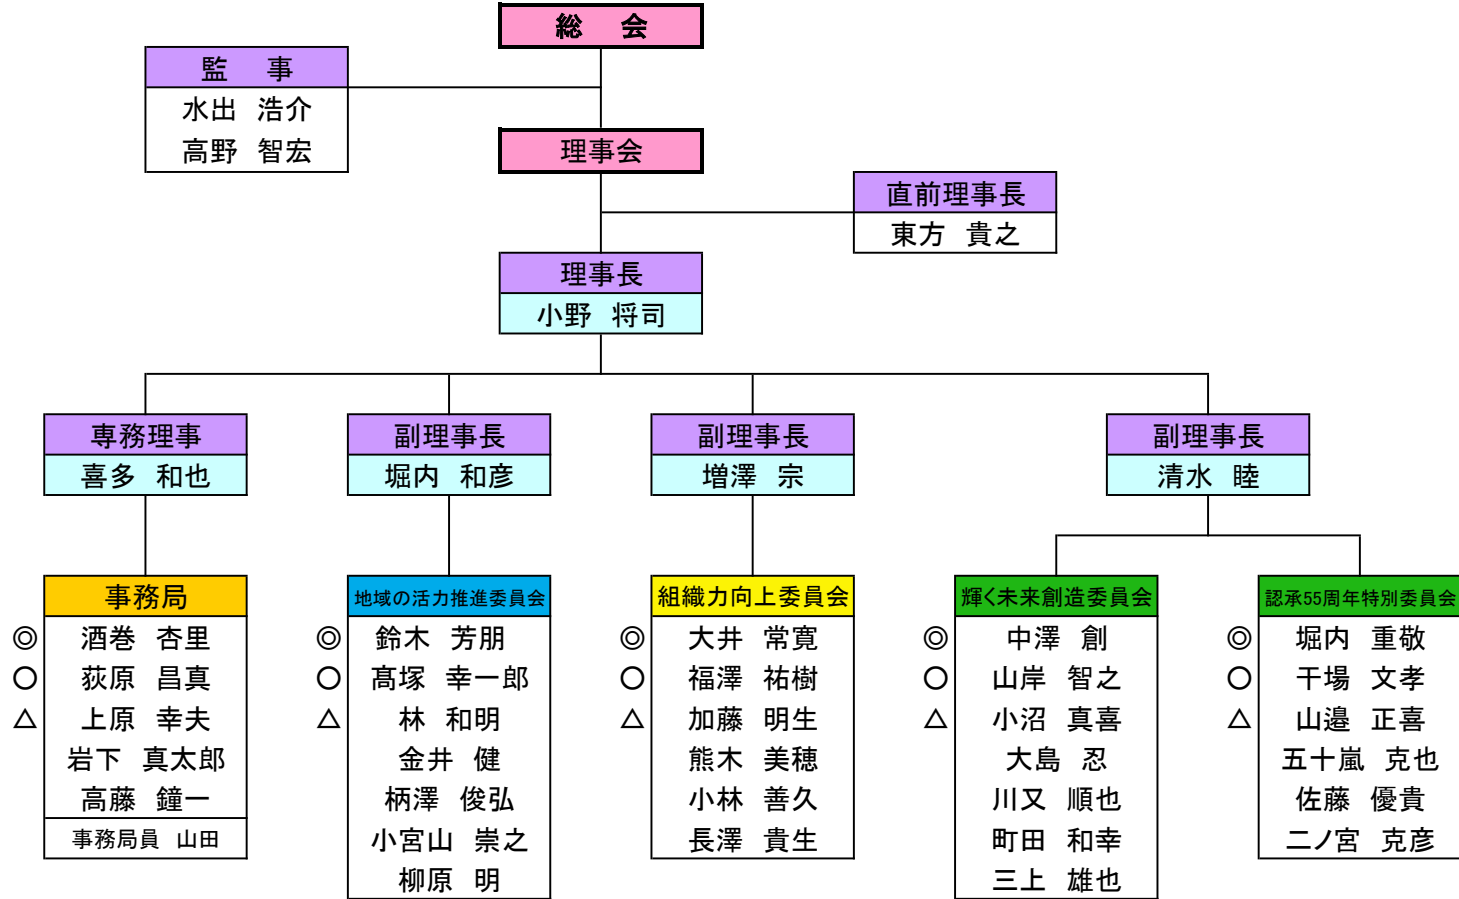 総　会
監　事
水出　浩介
高野　智宏
理事会
直前理事長
東方　貴之
理事長
小野　将司
専務理事
喜多　和也
副理事長
堀内　和彦
副理事長
増澤　宗
副理事長
清水　睦
事務局
◎ 酒巻　杏里
○ 荻原　昌真
△ 上原　幸夫
岩下　真太郎
高藤　鐘一
事務局員　山田
地域の活力推進委員会
◎ 鈴木　芳朋
○ 髙塚　幸一郎
△ 林　和明
金井　健
柄澤　俊弘
小宮山　崇之
柳原　明
組織力向上委員会
◎ 大井　常寛
○ 福澤　祐樹
△ 加藤　明生
熊木　美穂
小林　善久
長澤　貴生
輝く未来創造委員会
◎ 中澤　創
○ 山岸　智之
△ 小沼　真喜
大島　忍
川又　順也
町田　和幸
三上　雄也
認承55周年特別委員会
◎ 堀内　重敬
○ 干場　文孝
△ 山邉　正喜
五十嵐　克也
佐藤　優貴
二ノ宮　克彦